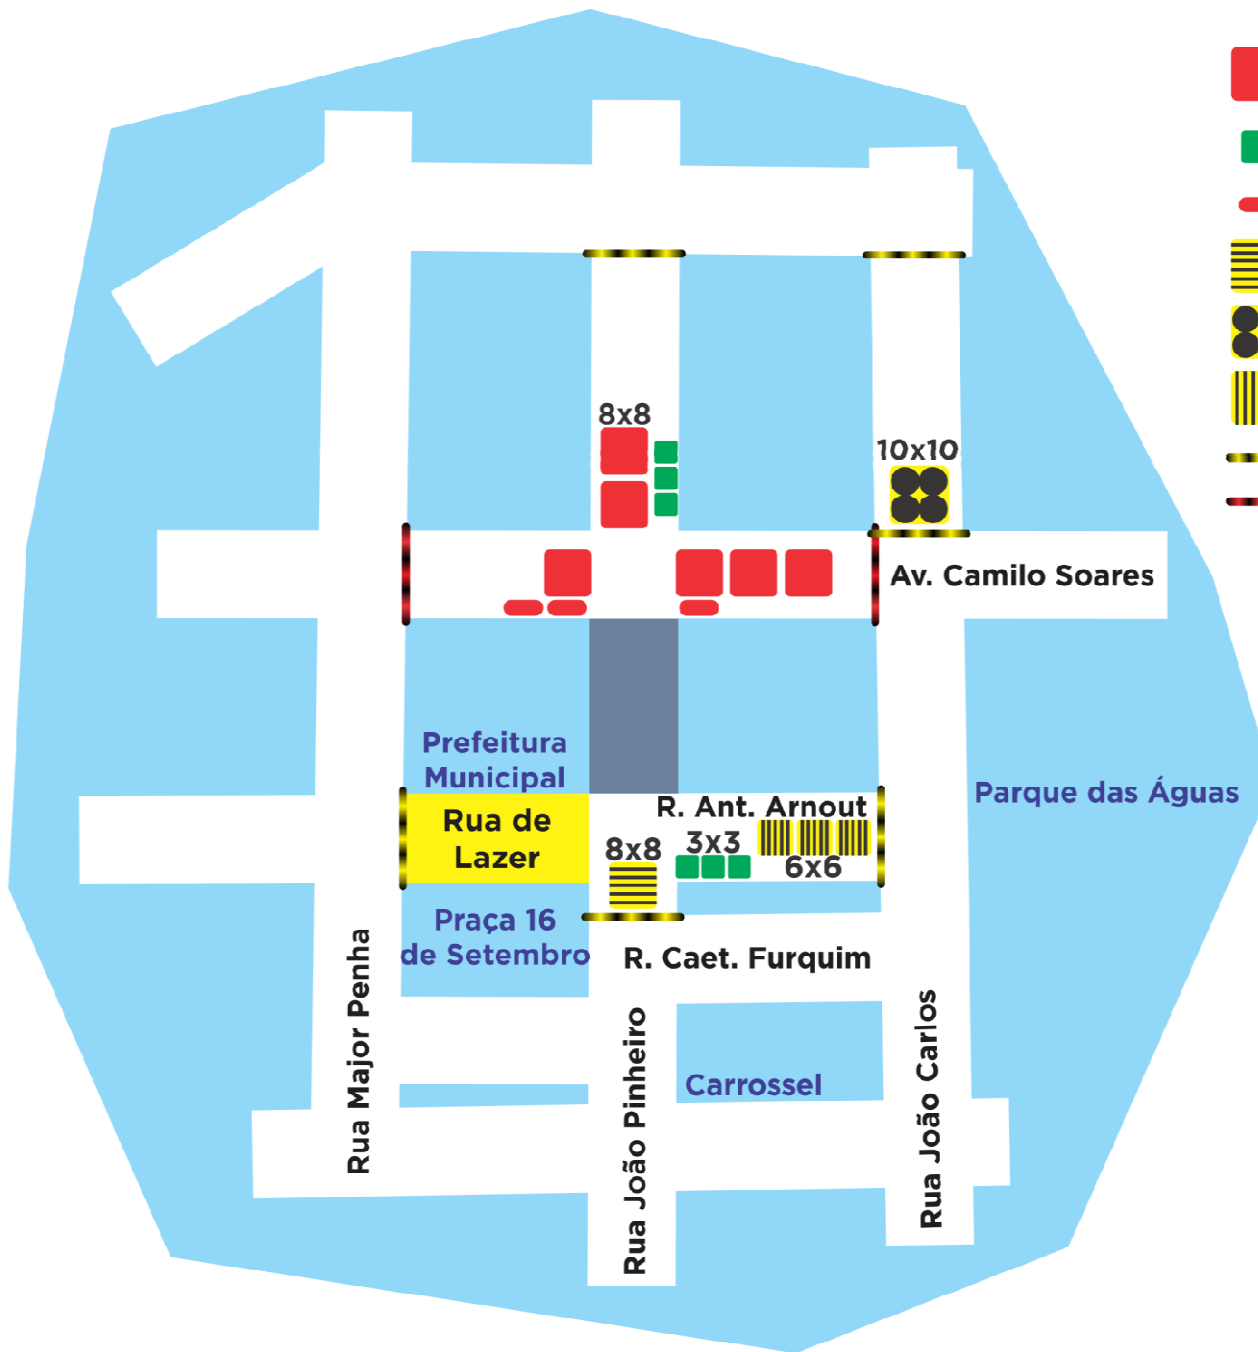 8x8
10x10
Av. Camilo Soares
Prefeitura
Municipal
Parque das Águas
R. Ant. Arnout
Rua de
Lazer
3x3
8x8
6x6
Praça 16
de Setembro
R. Caet. Furquim
Rua Major Penha
Rua João Pinheiro
Carrossel
Rua João Carlos